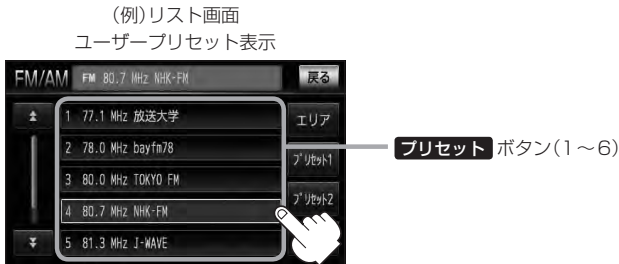 (例)リスト画面
ユーザープリセット表示
FM/AM FM 80.7 MHz NHK-FM 戻る
1 77.1 MHz 放送大学
エリア
2 78.0 MHz bayfm78
プリセット1
3 80.0 MHz TOKYO FM
プリセット2
4 80.7 MHz NHK-FM
5 81.3 MHz J-WAVE
プリセット ボタン(1~6)